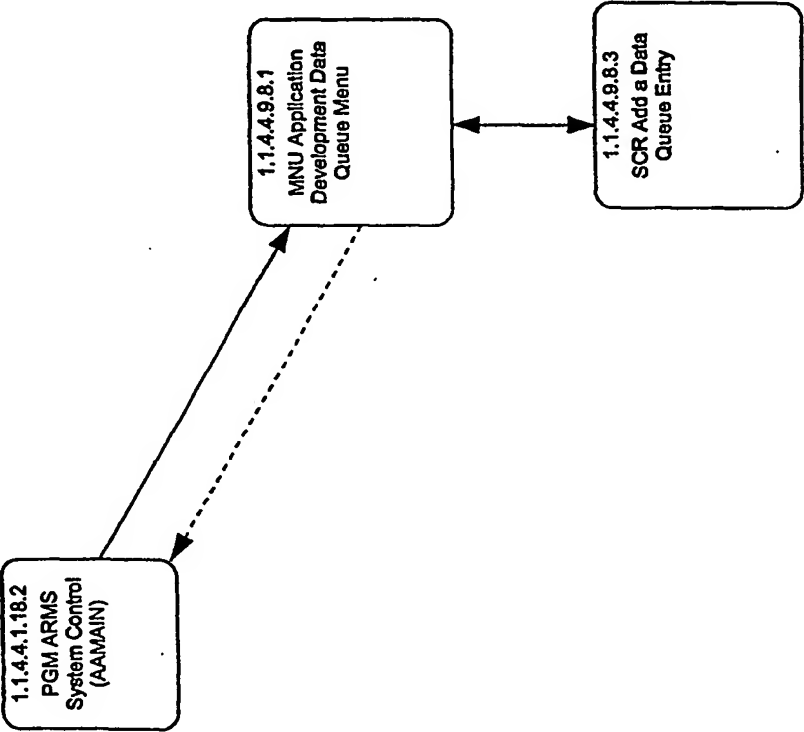 1.1.4.4.1.18.2
PGM ARMS
System Control
(AAMAIN)
1.1.4.4.9.8.1
MNU Application
Development Data
Queue Menu
1.1.4.4.9.8.3
SCR Add a Data
Queue Entry